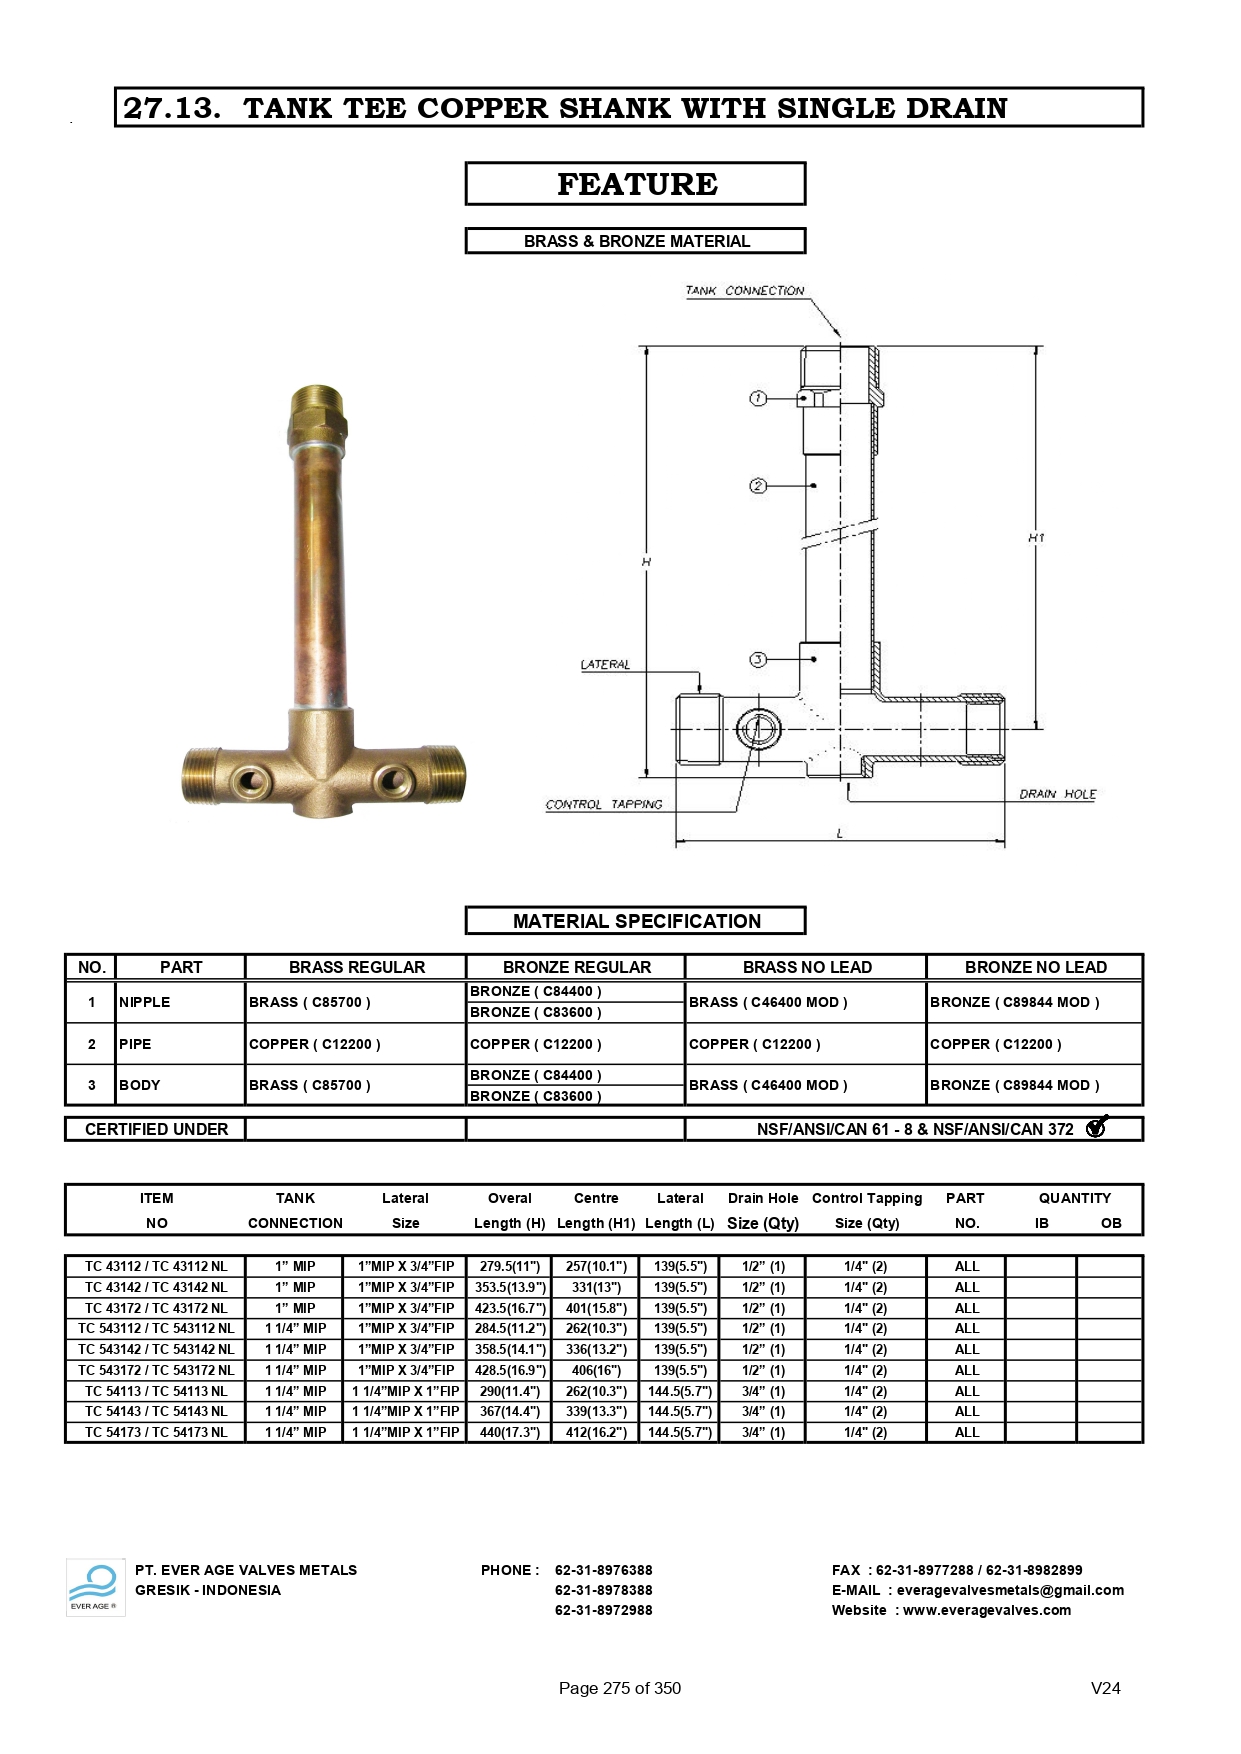 27.13. TANK TEE COPPER SHANK WITH SINGLE DRAIN
FEATURE
BRASS & BRONZE MATERIAL
TANK CONNECTION
1
2
H
H1
3
LATERAL
CONTROL TAPPING
DRAIN HOLE
L
MATERIAL SPECIFICATION
NO. PART BRASS REGULAR BRONZE REGULAR BRASS NO LEAD BRONZE NO LEAD
1 NIPPLE BRASS ( C85700 ) BRONZE ( C84400 ) BRONZE ( C83600 ) BRASS ( C46400 MOD ) BRONZE ( C89844 MOD )
2 PIPE COPPER ( C12200 ) COPPER ( C12200 ) COPPER ( C12200 ) COPPER ( C12200 )
3 BODY BRASS ( C85700 ) BRONZE ( C84400 ) BRONZE ( C83600 ) BRASS ( C46400 MOD ) BRONZE ( C89844 MOD )
CERTIFIED UNDER NSF/ANSI/CAN 61 - 8 & NSF/ANSI/CAN 372
ITEM TANK Lateral Overal Centre Lateral Drain Hole Control Tapping PART QUANTITY
NO CONNECTION Size Length (H) Length (H1) Length (L) Size (Qty) Size (Qty) NO. IB OB
TC 43112 / TC 43112 NL 1” MIP 1”MIP X 3/4”FIP 279.5(11") 257(10.1") 139(5.5") 1/2” (1) 1/4" (2) ALL
TC 43142 / TC 43142 NL 1” MIP 1”MIP X 3/4”FIP 353.5(13.9") 331(13") 139(5.5") 1/2” (1) 1/4" (2) ALL
TC 43172 / TC 43172 NL 1” MIP 1”MIP X 3/4”FIP 423.5(16.7") 401(15.8") 139(5.5") 1/2” (1) 1/4" (2) ALL
TC 543112 / TC 543112 NL 1 1/4” MIP 1”MIP X 3/4”FIP 284.5(11.2") 262(10.3") 139(5.5") 1/2” (1) 1/4" (2) ALL
TC 543142 / TC 543142 NL 1 1/4” MIP 1”MIP X 3/4”FIP 358.5(14.1") 336(13.2") 139(5.5") 1/2” (1) 1/4" (2) ALL
TC 543172 / TC 543172 NL 1 1/4” MIP 1”MIP X 3/4”FIP 428.5(16.9") 406(16") 139(5.5") 1/2” (1) 1/4" (2) ALL
TC 54113 / TC 54113 NL 1 1/4” MIP 1 1/4”MIP X 1”FIP 290(11.4") 262(10.3") 144.5(5.7") 3/4” (1) 1/4" (2) ALL
TC 54143 / TC 54143 NL 1 1/4” MIP 1 1/4”MIP X 1”FIP 367(14.4") 339(13.3") 144.5(5.7") 3/4” (1) 1/4" (2) ALL
TC 54173 / TC 54173 NL 1 1/4” MIP 1 1/4”MIP X 1”FIP 440(17.3") 412(16.2") 144.5(5.7") 3/4” (1) 1/4" (2) ALL
PT. EVER AGE VALVES METALS PHONE : 62-31-8976388 FAX : 62-31-8977288 / 62-31-8982899
GRESIK - INDONESIA 62-31-8978388 E-MAIL : everagevalvesmetals@gmail.com
EVER AGE ® 62-31-8972988 Website : www.everagevalves.com
Page 275 of 350 V24